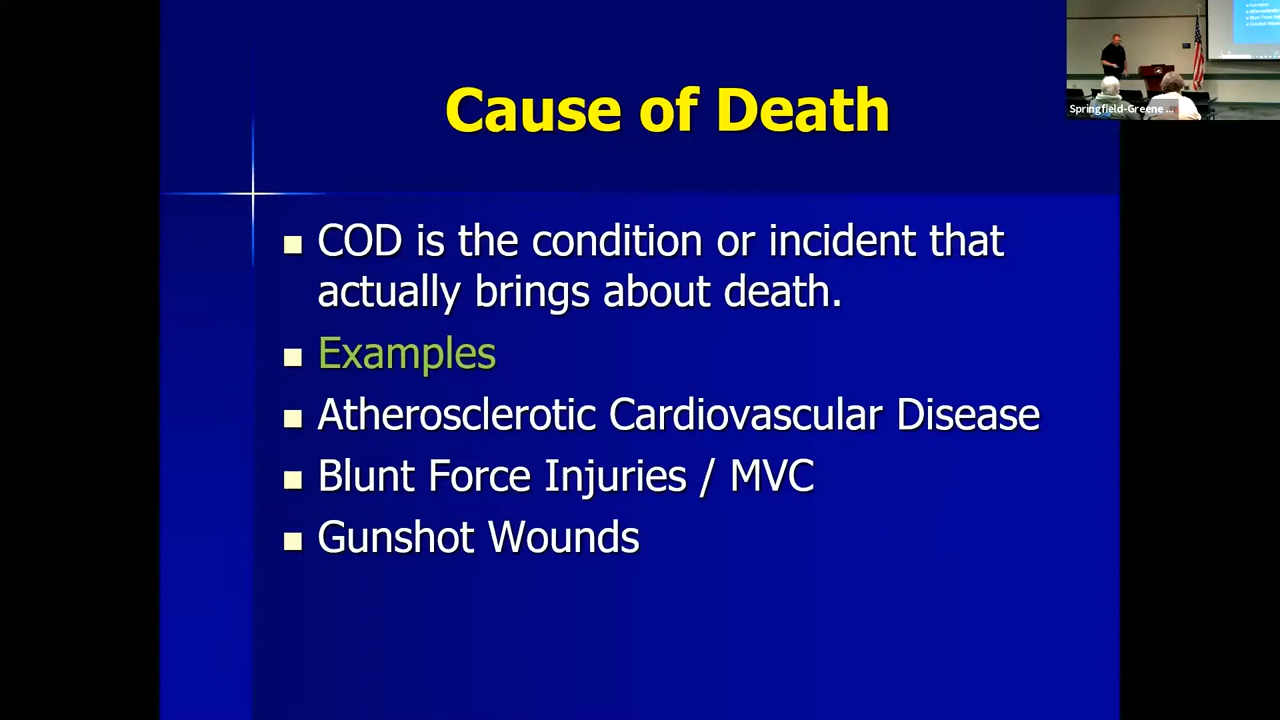 Cause of Death
Springfield-Greene ...
COD is the condition or incident that
actually brings about death.
Examples
Atherosclerotic Cardiovascular Disease
Blunt Force Injuries / MVC
Gunshot Wounds